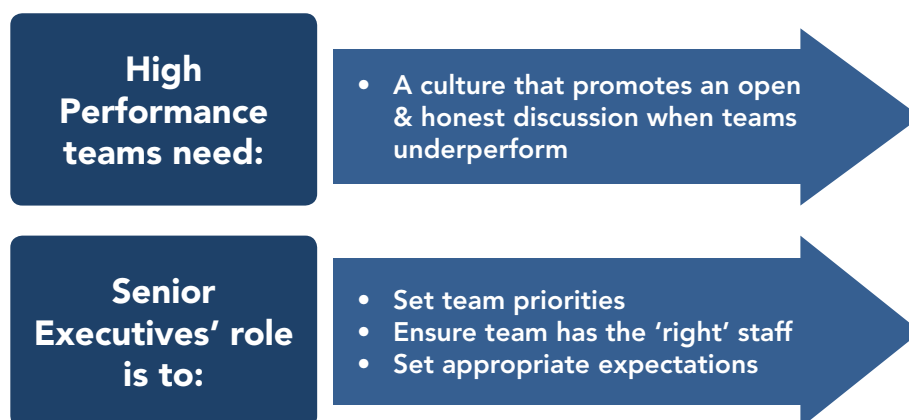 High
Performance
teams need:
• A culture that promotes an open
& honest discussion when teams
underperform
Senior
Executives’ role
is to:
• Set team priorities
• Ensure team has the ‘right’ staff
• Set appropriate expectations